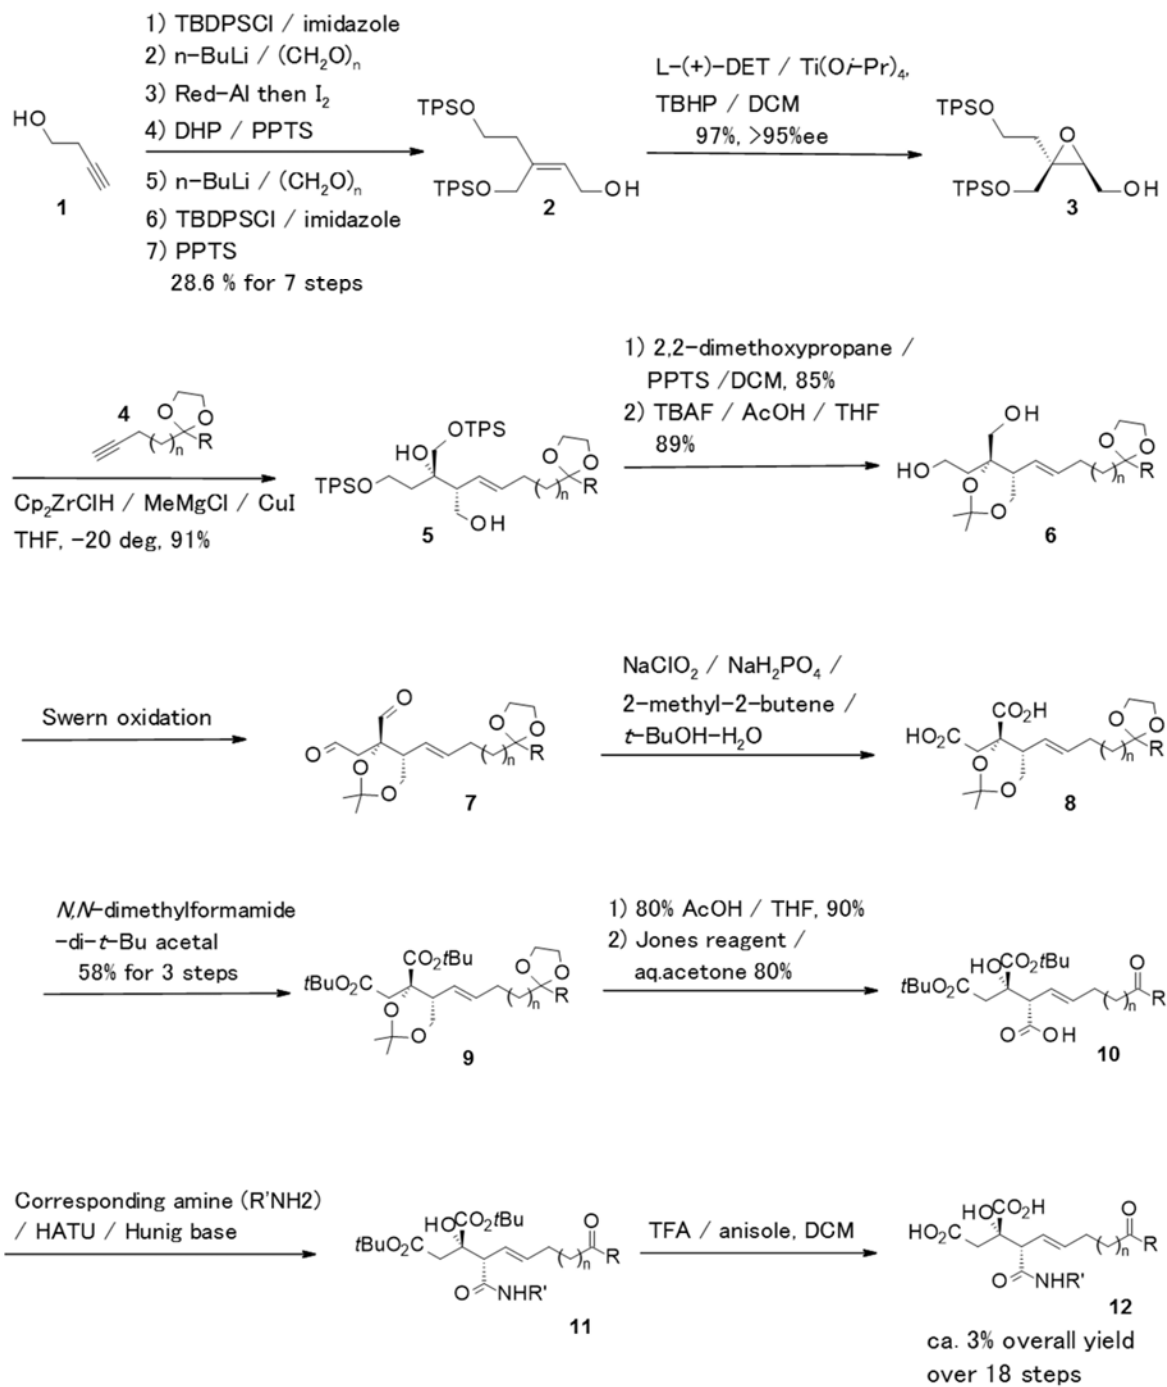 1) TBDPSCl / imidazole
2) n-BuLi / (CH2O)n
3) Red-Al then I2
4) DHP / PPTS
5) n-BuLi / (CH2O)n
6) TBDPSCl / imidazole
7) PPTS
28.6 % for 7 steps
HO
1
TPSO
TPSO
OH
2
L-(+)-DET / Ti(Oi-Pr)4,
TBHP / DCM
97%, >95%ee
TPSO
O
TPSO
OH
3
4
O
O
( )n
R
Cp2ZrClH / MeMgCl / CuI
THF, -20 deg, 91%
OTPS
HO
TPSO
OH
O
O
( )n
R
5
1) 2,2-dimethoxypropane /
PPTS /DCM, 85%
2) TBAF / AcOH / THF
89%
OH
HO
O
O
O
O
( )n
R
6
Swern oxidation
O
O
O
O
O
O
( )n
R
7
NaClO2 / NaH2PO4 /
2-methyl-2-butene /
t-BuOH-H2O
CO2H
HO2C
O
O
O
O
( )n
R
8
N,N-dimethylformamide
-di-t-Bu acetal
58% for 3 steps
CO2tBu
tBuO2C
O
O
O
O
( )n
R
9
1) 80% AcOH / THF, 90%
2) Jones reagent /
aq.acetone 80%
HO
CO2tBu
tBuO2C
O
OH
O
( )n
R
10
Corresponding amine (R'NH2)
/ HATU / Hunig base
HO
CO2tBu
tBuO2C
O
NHR'
O
( )n
R
11
TFA / anisole, DCM
HO
CO2H
HO2C
O
NHR'
O
( )n
R
12
ca. 3% overall yield
over 18 steps